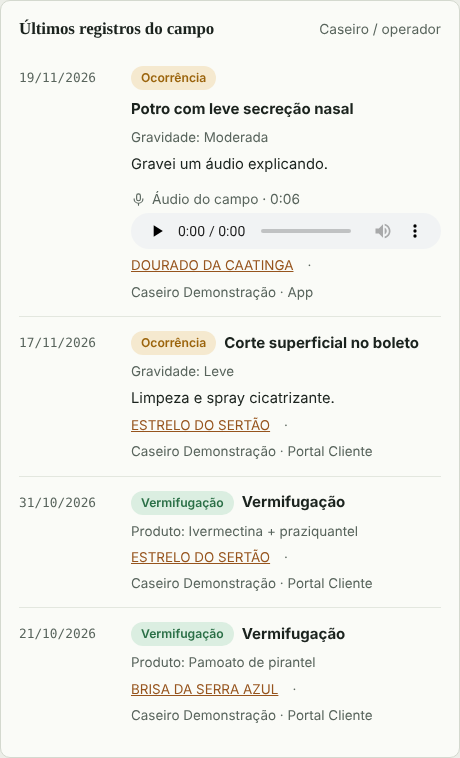 Últimos registros do campo Caseiro / operador
19/11/2026 Ocorrência
Potro com leve secreção nasal
Gravidade: Moderada
Gravei um áudio explicando.
Áudio do campo · 0:06
0:00 / 0:00
DOURADO DA CAATINGA ·
Caseiro Demonstração · App
17/11/2026 Ocorrência Corte superficial no boleto
Gravidade: Leve
Limpeza e spray cicatrizante.
ESTRELO DO SERTÃO ·
Caseiro Demonstração · Portal Cliente
31/10/2026 Vermifugação Vermifugação
Produto: Ivermectina + praziquantel
ESTRELO DO SERTÃO ·
Caseiro Demonstração · Portal Cliente
21/10/2026 Vermifugação Vermifugação
Produto: Pamoato de pirantel
BRISA DA SERRA AZUL ·
Caseiro Demonstração · Portal Cliente